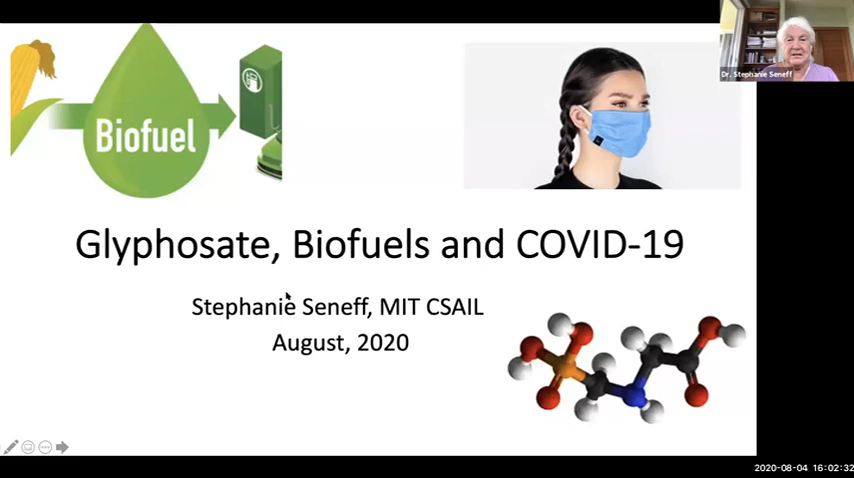 Dr. Stephanie Seneff
Biofuel
Glyphosate, Biofuels and COVID-19
Stephanie Seneff, MIT CSAIL
August, 2020
2020-08-04 16:02:32